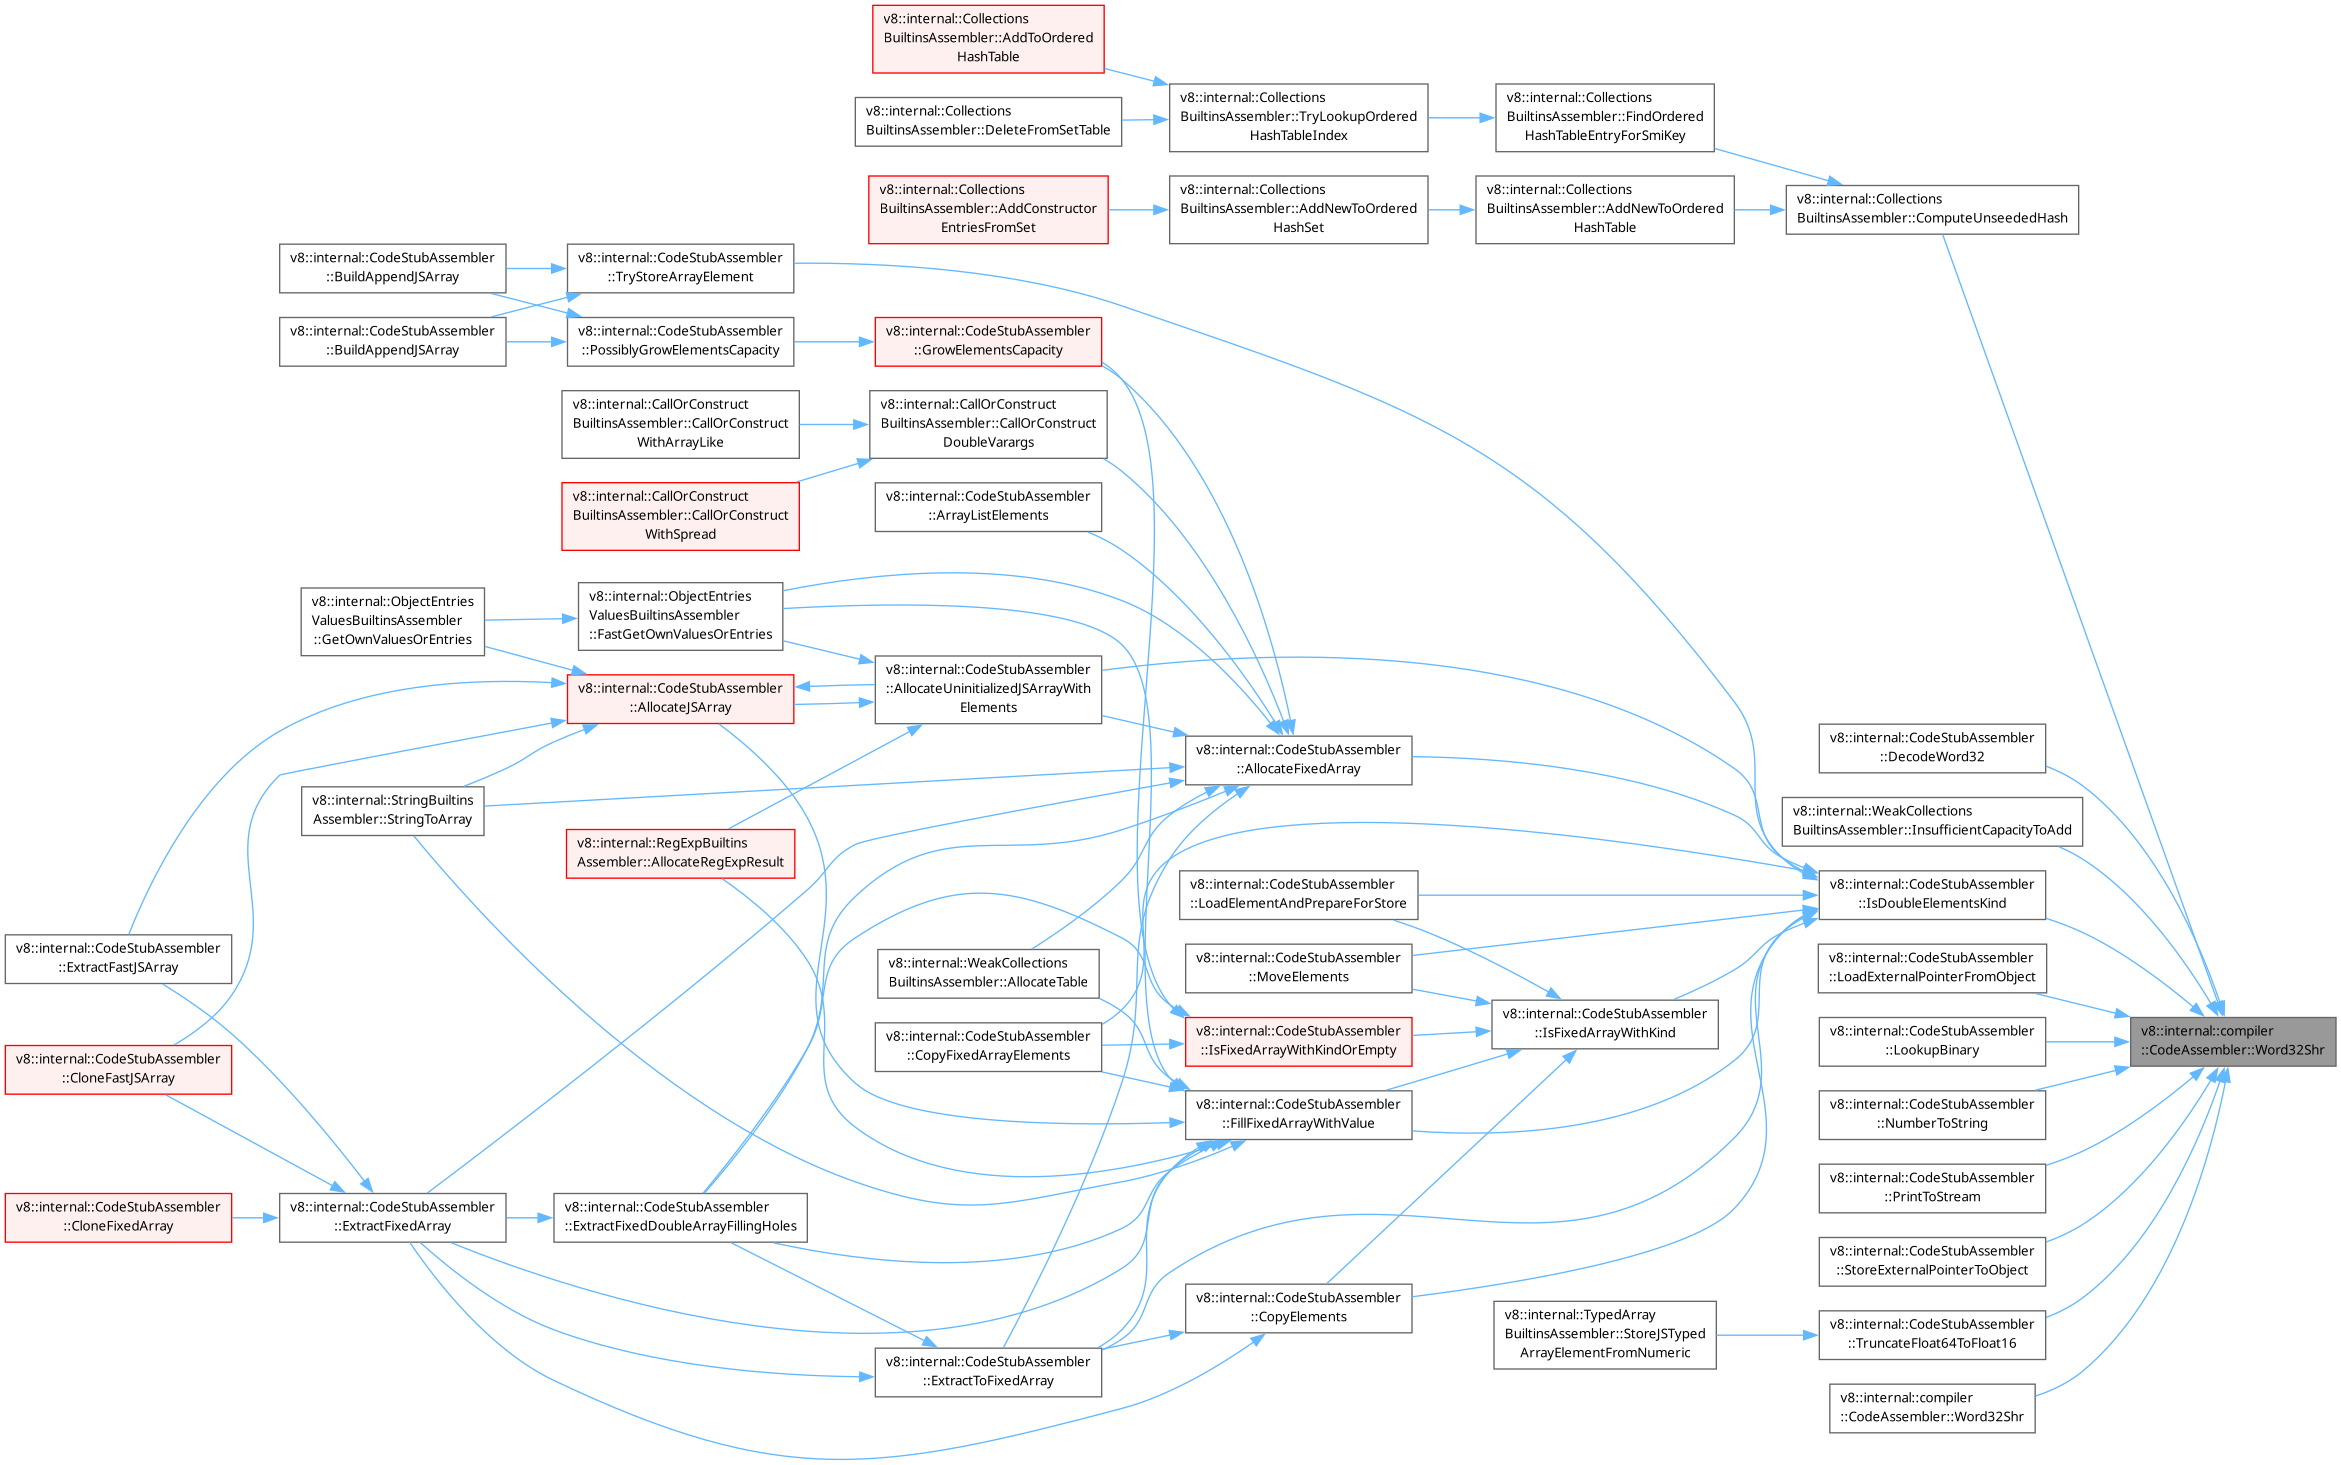 v8::internal::Collections
BuiltinsAssembler::AddToOrdered
HashTable
v8::internal::Collections
BuiltinsAssembler::DeleteFromSetTable
v8::internal::Collections
BuiltinsAssembler::TryLookupOrdered
HashTableIndex
v8::internal::Collections
BuiltinsAssembler::FindOrdered
HashTableEntryForSmiKey
v8::internal::Collections
BuiltinsAssembler::AddConstructor
EntriesFromSet
v8::internal::Collections
BuiltinsAssembler::AddNewToOrdered
HashSet
v8::internal::Collections
BuiltinsAssembler::AddNewToOrdered
HashTable
v8::internal::Collections
BuiltinsAssembler::ComputeUnseededHash
v8::internal::CodeStubAssembler
::BuildAppendJSArray
v8::internal::CodeStubAssembler
::TryStoreArrayElement
v8::internal::CodeStubAssembler
::BuildAppendJSArray
v8::internal::CodeStubAssembler
::PossiblyGrowElementsCapacity
v8::internal::CodeStubAssembler
::GrowElementsCapacity
v8::internal::CallOrConstruct
BuiltinsAssembler::CallOrConstruct
WithArrayLike
v8::internal::CallOrConstruct
BuiltinsAssembler::CallOrConstruct
DoubleVarargs
v8::internal::CallOrConstruct
BuiltinsAssembler::CallOrConstruct
WithSpread
v8::internal::CodeStubAssembler
::ArrayListElements
v8::internal::ObjectEntries
ValuesBuiltinsAssembler
::GetOwnValuesOrEntries
v8::internal::ObjectEntries
ValuesBuiltinsAssembler
::FastGetOwnValuesOrEntries
v8::internal::CodeStubAssembler
::AllocateJSArray
v8::internal::CodeStubAssembler
::AllocateUninitializedJSArrayWith
Elements
v8::internal::CodeStubAssembler
::AllocateFixedArray
v8::internal::CodeStubAssembler
::DecodeWord32
v8::internal::StringBuiltins
Assembler::StringToArray
v8::internal::RegExpBuiltins
Assembler::AllocateRegExpResult
v8::internal::WeakCollections
BuiltinsAssembler::InsufficientCapacityToAdd
v8::internal::CodeStubAssembler
::LoadElementAndPrepareForStore
v8::internal::CodeStubAssembler
::IsDoubleElementsKind
v8::internal::CodeStubAssembler
::ExtractFastJSArray
v8::internal::WeakCollections
BuiltinsAssembler::AllocateTable
v8::internal::CodeStubAssembler
::MoveElements
v8::internal::CodeStubAssembler
::LoadExternalPointerFromObject
v8::internal::CodeStubAssembler
::CloneFastJSArray
v8::internal::CodeStubAssembler
::CopyFixedArrayElements
v8::internal::CodeStubAssembler
::IsFixedArrayWithKindOrEmpty
v8::internal::CodeStubAssembler
::IsFixedArrayWithKind
v8::internal::CodeStubAssembler
::LookupBinary
v8::internal::compiler
::CodeAssembler::Word32Shr
v8::internal::CodeStubAssembler
::FillFixedArrayWithValue
v8::internal::CodeStubAssembler
::NumberToString
v8::internal::CodeStubAssembler
::PrintToStream
v8::internal::CodeStubAssembler
::CloneFixedArray
v8::internal::CodeStubAssembler
::ExtractFixedArray
v8::internal::CodeStubAssembler
::ExtractFixedDoubleArrayFillingHoles
v8::internal::CodeStubAssembler
::StoreExternalPointerToObject
v8::internal::CodeStubAssembler
::CopyElements
v8::internal::TypedArray
BuiltinsAssembler::StoreJSTyped
ArrayElementFromNumeric
v8::internal::CodeStubAssembler
::TruncateFloat64ToFloat16
v8::internal::CodeStubAssembler
::ExtractToFixedArray
v8::internal::compiler
::CodeAssembler::Word32Shr